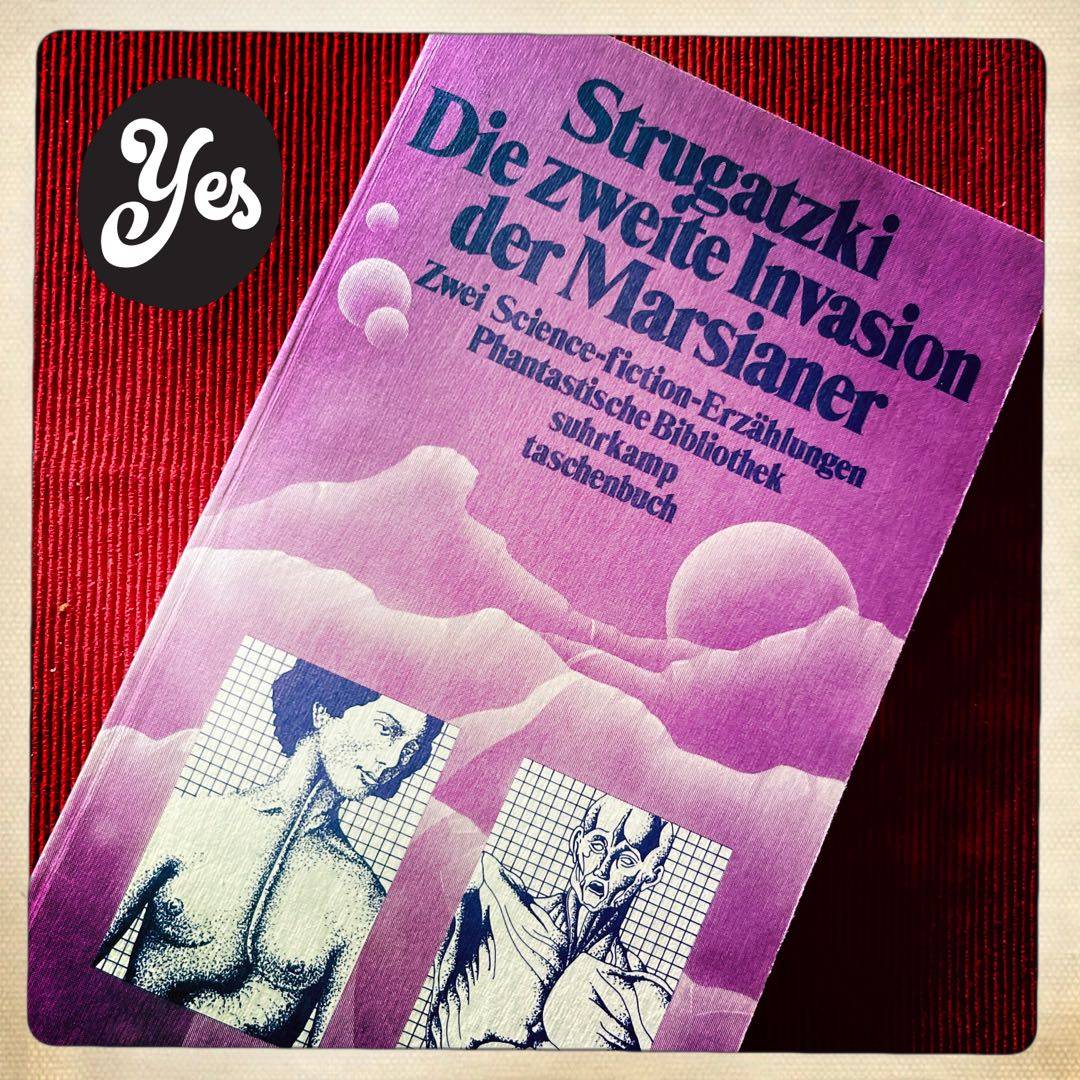 Yes
Strugatzki
Die zweite Invasion
der Marsianer
Zwei Science-fiction-Erzählungen
Phantastische Bibliothek
suhrkamp
taschenbuch